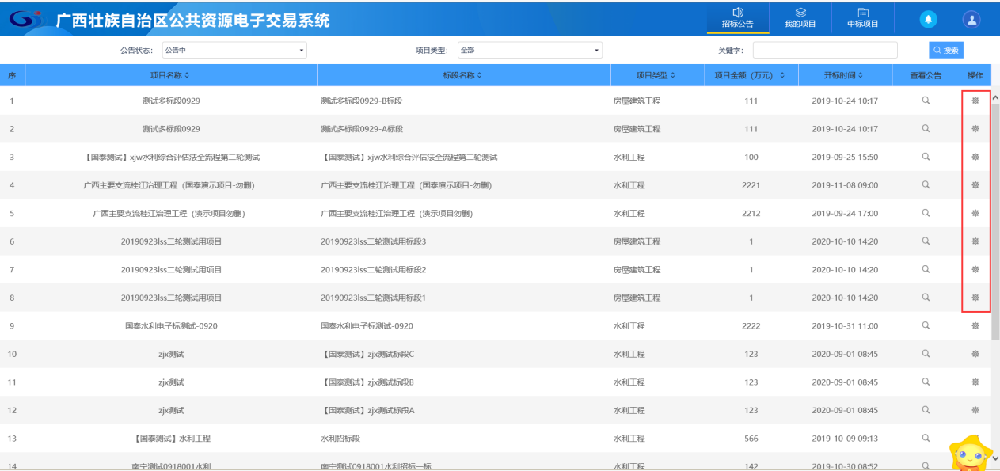 广西壮族自治区公共资源电子交易系统
招标公告 我的项目 中标项目
公告状态： 公告中 项目类型： 全部 关键字： 搜索
序 项目名称 标段名称 项目类型 项目金额（万元） 开标时间 查看公告 操作
1 测试多标段0929 测试多标段0929-B标段 房屋建筑工程 111 2019-10-24 10:17
2 测试多标段0929 测试多标段0929-A标段 房屋建筑工程 111 2019-10-24 10:17
3 【国泰测试】xjw水利综合评估法全流程第二轮测试 【国泰测试】xjw水利综合评估法全流程第二轮测试 水利工程 100 2019-09-25 15:50
4 广西主要支流桂江治理工程（国泰演示项目-勿删) 广西主要支流桂江治理工程（国泰演示项目-勿删) 水利工程 2221 2019-11-08 09:00
5 广西主要支流桂江治理工程（演示项目勿删) 广西主要支流桂江治理工程（演示项目勿删) 水利工程 2212 2019-09-24 17:00
6 20190923lss二轮测试用项目 20190923lss二轮测试用标段3 房屋建筑工程 1 2020-10-10 14:20
7 20190923lss二轮测试用项目 20190923lss二轮测试用标段2 房屋建筑工程 1 2020-10-10 14:20
8 20190923lss二轮测试用项目 20190923lss二轮测试用标段1 房屋建筑工程 1 2020-10-10 14:20
9 国泰水利电子标测试-0920 国泰水利电子标测试-0920 水利工程 2222 2019-10-31 11:00
10 zjx测试 【国泰测试】zjx测试标段C 水利工程 123 2020-09-01 08:45
11 zjx测试 【国泰测试】zjx测试标段B 水利工程 123 2020-09-01 08:45
12 zjx测试 【国泰测试】zjx测试标段A 水利工程 123 2020-09-01 08:45
13 【国泰测试】水利工程 水利招标段 水利工程 566 2019-10-09 09:13
14 南宁测试0918001水利 南宁测试0918001水利招标一标 水利工程 142 2019-10-30 08:52